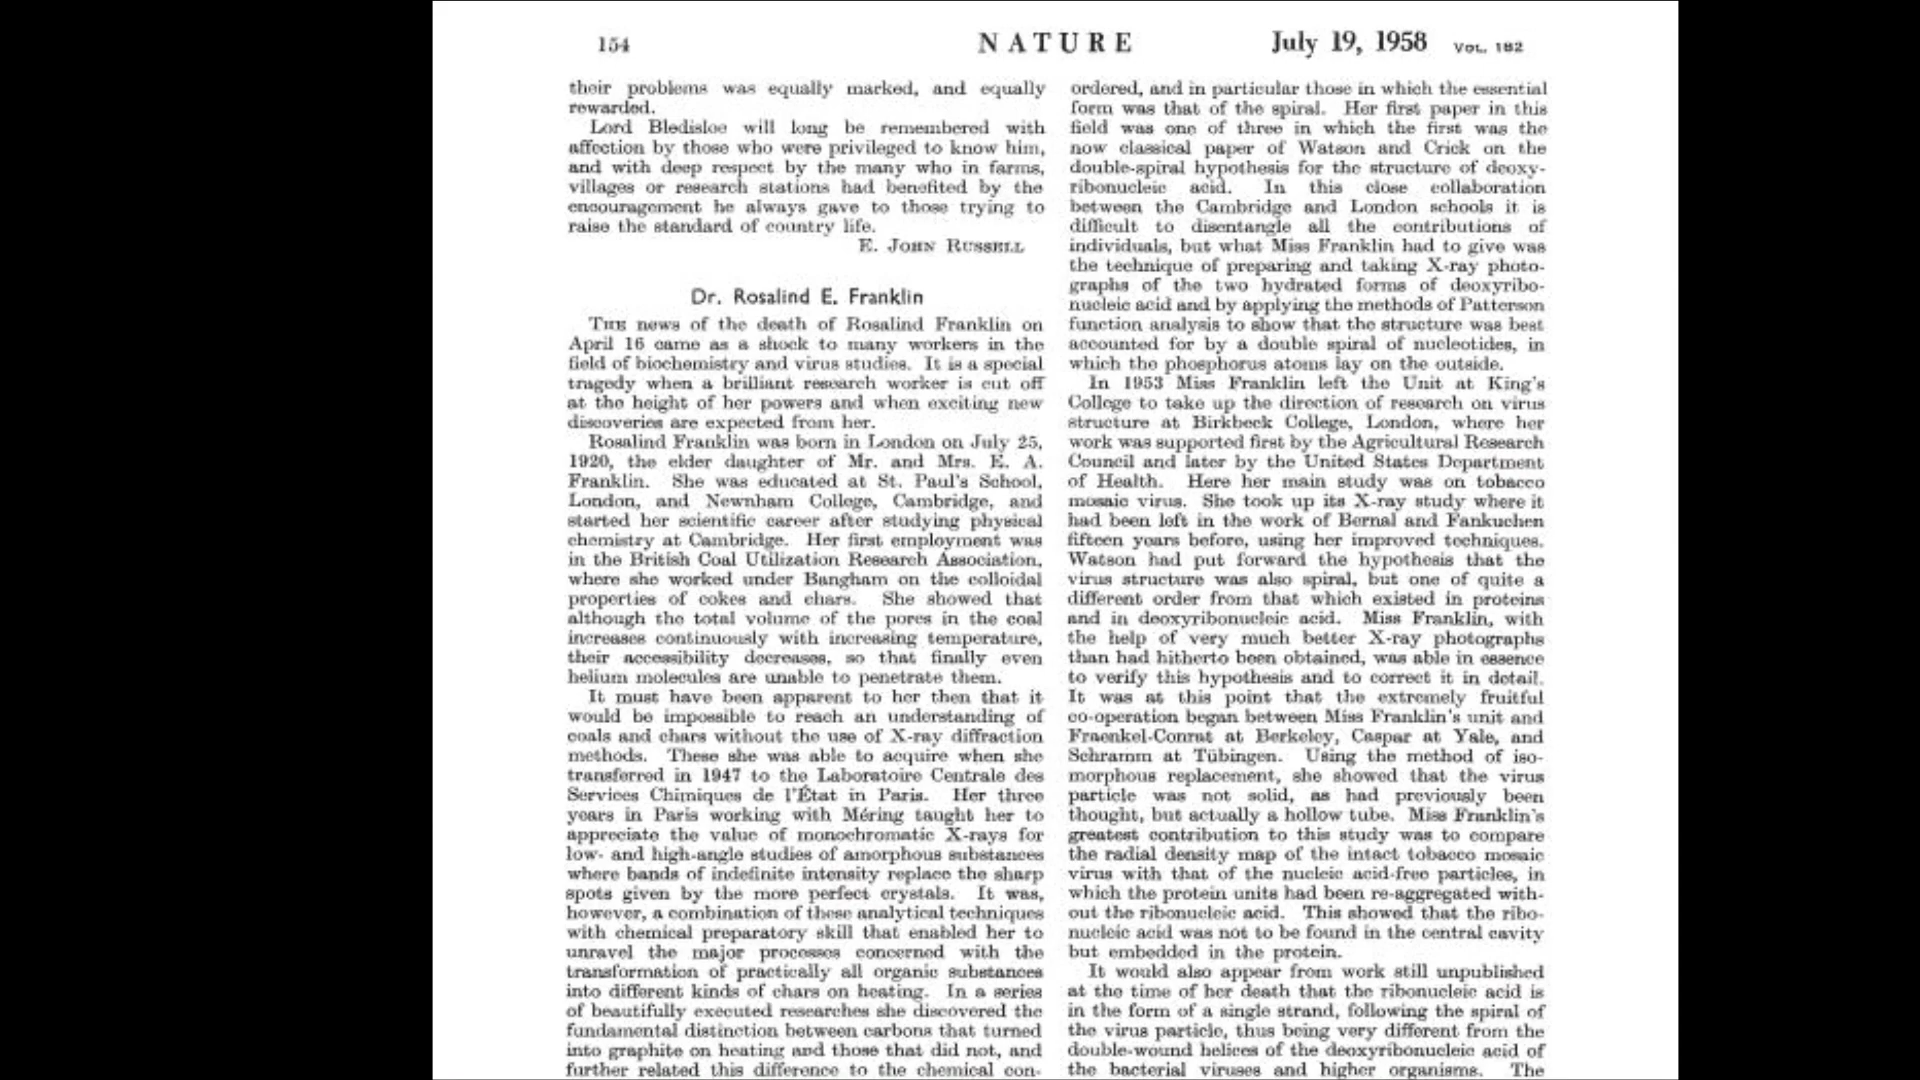 154
NATURE
July 19, 1958 VOL. 182
their problems was equally marked, and equally
rewarded.
Lord Bledisloe will long be remembered with
affection by those who were privileged to know him,
and with deep respect by the many who in farms,
villages or research stations had benefited by the
encouragement he always gave to those trying to
raise the standard of country life.
E. JOHN RUSSELL
Dr. Rosalind E. Franklin
THE news of the death of Rosalind Franklin on
April 16 came as a shock to many workers in the
field of biochemistry and virus studies. It is a special
tragedy when a brilliant research worker is cut off
at the height of her powers and when exciting new
discoveries are expected from her.
Rosalind Franklin was born in London on July 25,
1920, the elder daughter of Mr. and Mrs. E. A.
Franklin. She was educated at St. Paul's School,
London, and Newnham College, Cambridge, and
started her scientific career after studying physical
chemistry at Cambridge. Her first employment was
in the British Coal Utilization Research Association,
where she worked under Bangham on the colloidal
properties of cokes and chars. She showed that
although the total volume of the pores in the coal
increases continuously with increasing temperature,
their accessibility decreases, so that finally even
helium molecules are unable to penetrate them.
It must have been apparent to her then that it
would be impossible to reach an understanding of
coals and chars without the use of X-ray diffraction
methods. These she was able to acquire when she
transferred in 1947 to the Laboratoire Centrale des
Services Chimiques de l'État in Paris. Her three
years in Paris working with Méring taught her to
appreciate the value of monochromatic X-rays for
low- and high-angle studies of amorphous substances
where bands of indefinite intensity replace the sharp
spots given by the more perfect crystals. It was,
however, a combination of these analytical techniques
with chemical preparatory skill that enabled her to
unravel the major processes concerned with the
transformation of practically all organic substances
into different kinds of chars on heating. In a series
of beautifully executed researches she discovered the
fundamental distinction between carbons that turned
into graphite on heating and those that did not, and
further related this difference to the chemical con-
ordered, and in particular those in which the essential
form was that of the spiral. Her first paper in this
field was one of three in which the first was the
now classical paper of Watson and Crick on the
double-spiral hypothesis for the structure of deoxy-
ribonucleic acid. In this close collaboration
between the Cambridge and London schools it is
difficult to disentangle all the contributions of
individuals, but what Miss Franklin had to give was
the technique of preparing and taking X-ray photo-
graphs of the two hydrated forms of deoxyribo-
nucleic acid and by applying the methods of Patterson
function analysis to show that the structure was best
accounted for by a double spiral of nucleotides, in
which the phosphorus atoms lay on the outside.
In 1953 Miss Franklin left the Unit at King's
College to take up the direction of research on virus
structure at Birkbeck College, London, where her
work was supported first by the Agricultural Research
Council and later by the United States Department
of Health. Here her main study was on tobacco
mosaic virus. She took up its X-ray study where it
had been left in the work of Bernal and Fankuchen
fifteen years before, using her improved techniques.
Watson had put forward the hypothesis that the
virus structure was also spiral, but one of quite a
different order from that which existed in proteins
and in deoxyribonucleic acid. Miss Franklin, with
the help of very much better X-ray photographs
than had hitherto been obtained, was able in essence
to verify this hypothesis and to correct it in detail.
It was at this point that the extremely fruitful
co-operation began between Miss Franklin's unit and
Fraenkel-Conrat at Berkeley, Caspar at Yale, and
Schramm at Tübingen. Using the method of iso-
morphous replacement, she showed that the virus
particle was not solid, as had previously been
thought, but actually a hollow tube. Miss Franklin's
greatest contribution to this study was to compare
the radial density map of the intact tobacco mosaic
virus with that of the nucleic acid-free particles, in
which the protein units had been re-aggregated with-
out the ribonucleic acid. This showed that the ribo-
nucleic acid was not to be found in the central cavity
but embedded in the protein.
It would also appear from work still unpublished
at the time of her death that the ribonucleic acid is
in the form of a single strand, following the spiral of
the virus particle, thus being very different from the
double-wound helices of the deoxyribonucleic acid of
the bacterial viruses and higher organisms. The